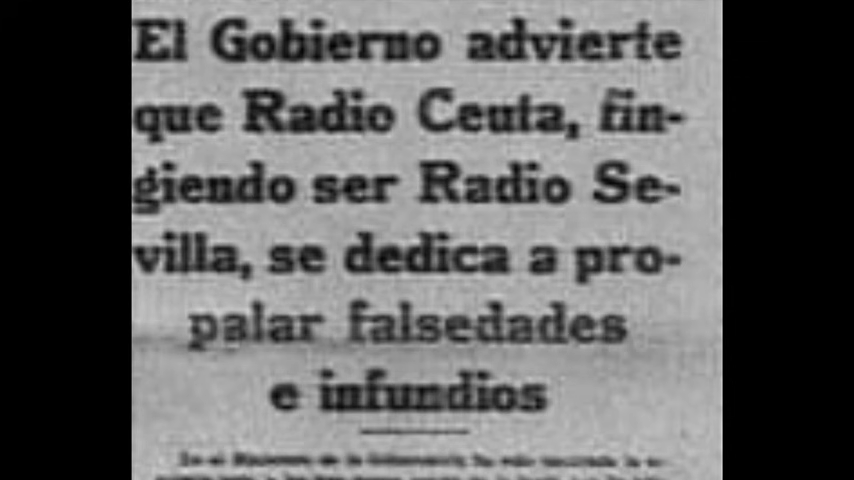 El Gobierno advierte
que Radio Ceuta, fin-
giendo ser Radio Se-
villa, se dedica a pro-
palar falsedades
e infundios